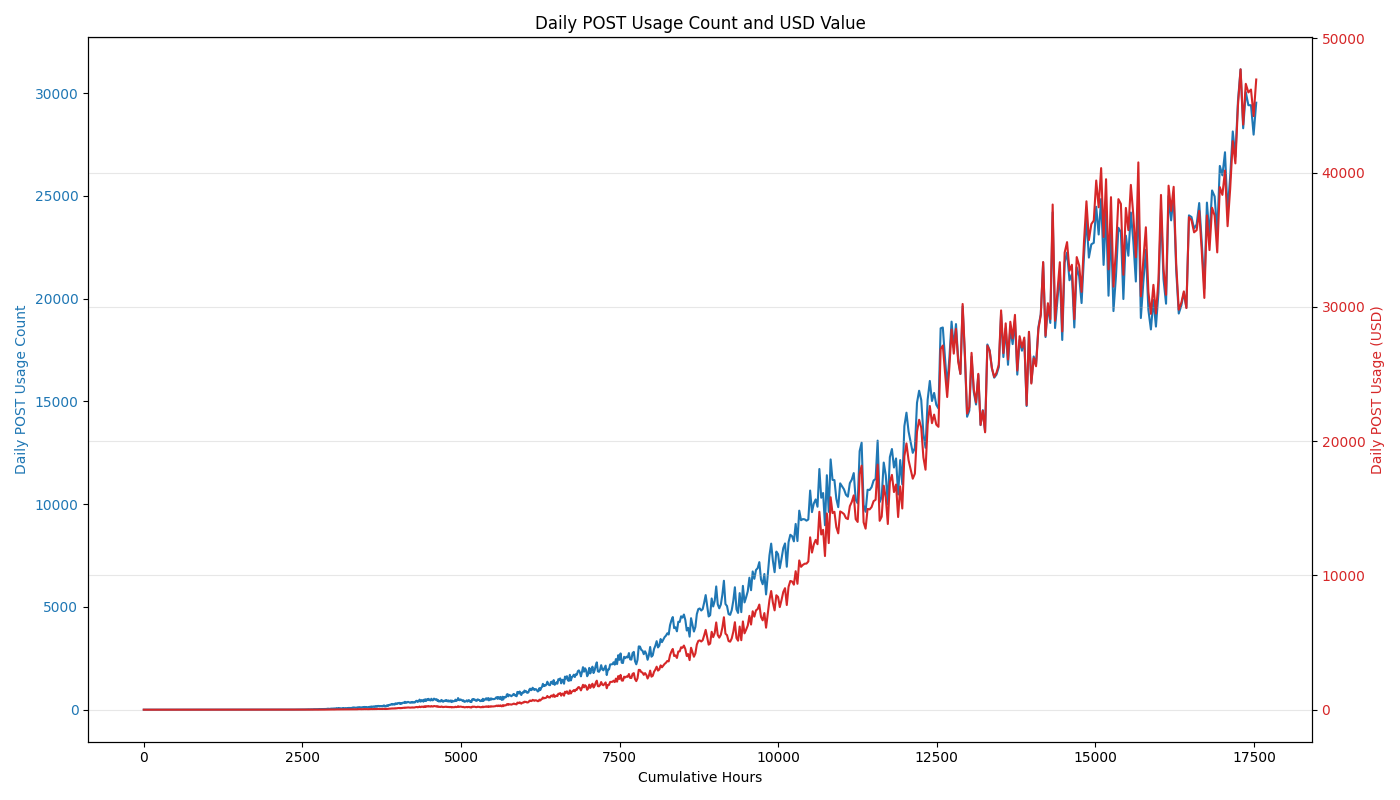 Daily POST Usage Count and USD Value
Daily POST Usage Count
30000
25000
20000
15000
10000
5000
0
50000
40000
30000
20000
10000
0
Daily POST Usage (USD)
0 2500 5000 7500 10000 12500 15000 17500
Cumulative Hours